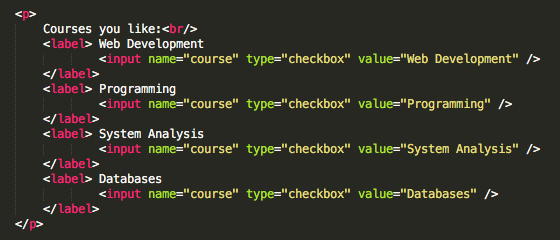 <p>
Courses you like:<br/>
<label> Web Development
<input name="course" type="checkbox" value="Web Development" />
</label>
<label> Programming
<input name="course" type="checkbox" value="Programming" />
</label>
<label> System Analysis
<input name="course" type="checkbox" value="System Analysis" />
</label>
<label> Databases
<input name="course" type="checkbox" value="Databases" />
</label>
</p>